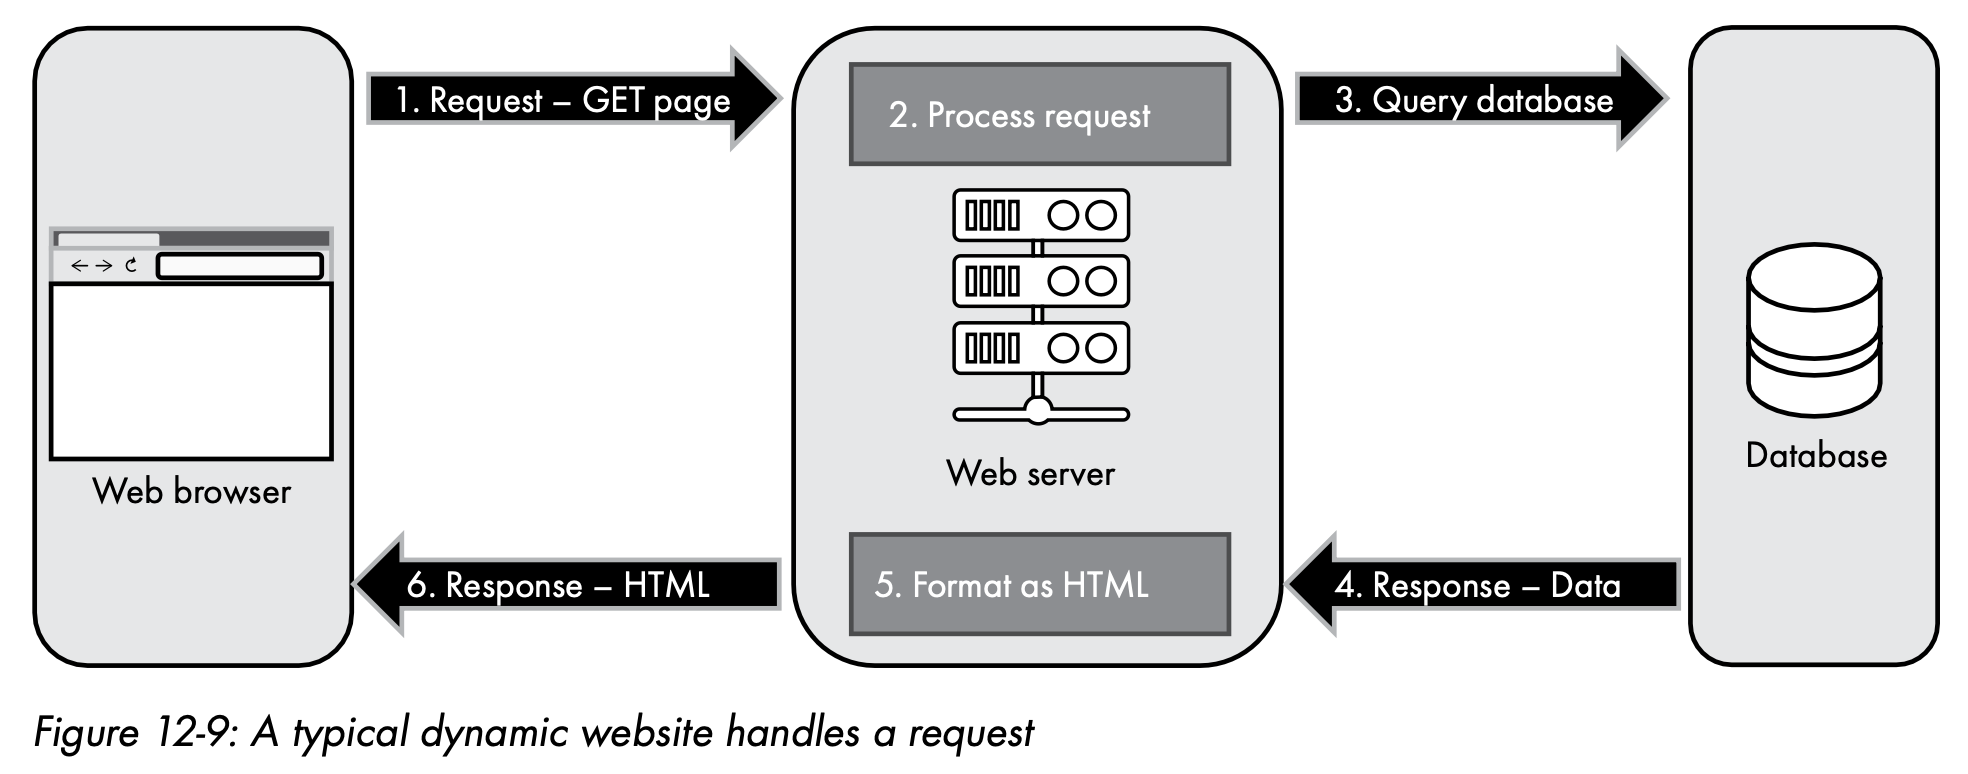 1. Request – GET page
2. Process request
3. Query database
Web browser
Web server
Database
6. Response – HTML
5. Format as HTML
4. Response – Data
Figure 12-9: A typical dynamic website handles a request